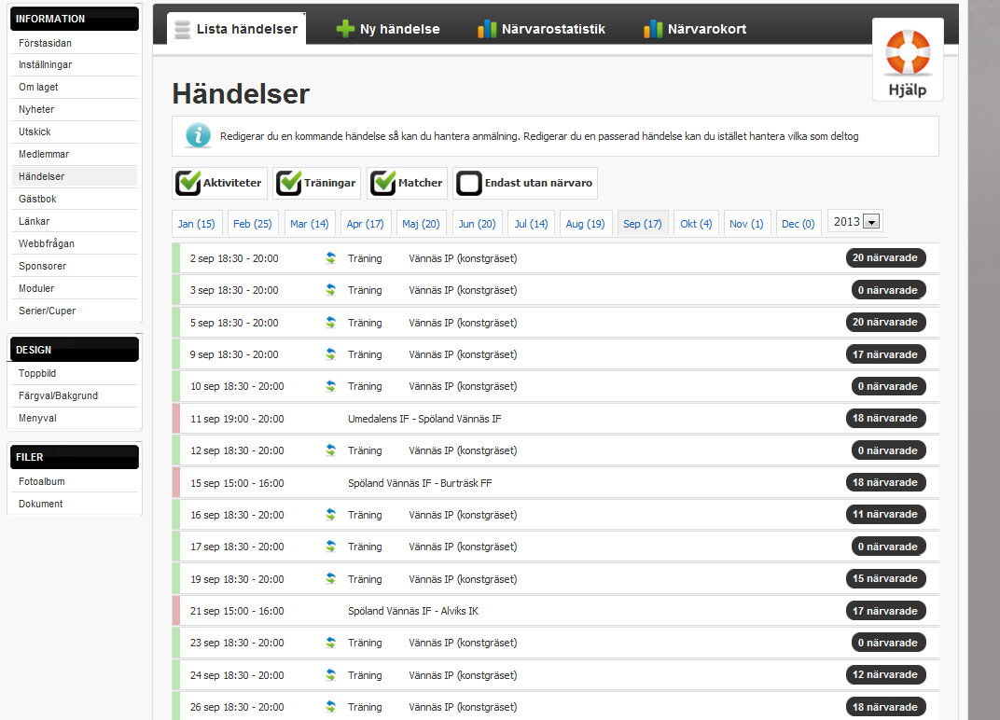 INFORMATION
Förstasidan
Inställningar
Om laget
Nyheter
Utskick
Medlemmar
Händelser
Gästbok
Länkar
Webbfrågan
Sponsorer
Moduler
Serier/Cuper
DESIGN
Toppbild
Färgval/Bakgrund
Menyval
FILER
Fotoalbum
Dokument
Lista händelser Ny händelse Närvarostatistik Närvarokort
Hjälp
Händelser
Redigerar du en kommande händelse så kan du hantera anmälning. Redigerar du en passerad händelse kan du istället hantera vilka som deltog
Aktiviteter Träningar Matcher Endast utan närvaro
Jan (15) Feb (25) Mar (14) Apr (17) Maj (20) Jun (20) Jul (14) Aug (19) Sep (17) Okt (4) Nov (1) Dec (0) 2013
2 sep 18:30 - 20:00 Träning Vännäs IP (konstgräset) 20 närvarade
3 sep 18:30 - 20:00 Träning Vännäs IP (konstgräset) 0 närvarade
5 sep 18:30 - 20:00 Träning Vännäs IP (konstgräset) 20 närvarade
9 sep 18:30 - 20:00 Träning Vännäs IP (konstgräset) 17 närvarade
10 sep 18:30 - 20:00 Träning Vännäs IP (konstgräset) 0 närvarade
11 sep 19:00 - 20:00 Umedalens IF - Spöland Vännäs IF 18 närvarade
12 sep 18:30 - 20:00 Träning Vännäs IP (konstgräset) 0 närvarade
15 sep 15:00 - 16:00 Spöland Vännäs IF - Burträsk FF 18 närvarade
16 sep 18:30 - 20:00 Träning Vännäs IP (konstgräset) 11 närvarade
17 sep 18:30 - 20:00 Träning Vännäs IP (konstgräset) 0 närvarade
19 sep 18:30 - 20:00 Träning Vännäs IP (konstgräset) 15 närvarade
21 sep 15:00 - 16:00 Spöland Vännäs IF - Alviks IK 17 närvarade
23 sep 18:30 - 20:00 Träning Vännäs IP (konstgräset) 0 närvarade
24 sep 18:30 - 20:00 Träning Vännäs IP (konstgräset) 12 närvarade
26 sep 18:30 - 20:00 Träning Vännäs IP (konstgräset) 18 närvarade